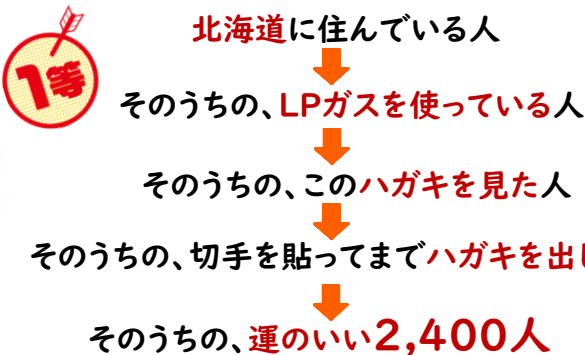 1等
北海道に住んでいる人
そのうちの、LPガスを使っている人
そのうちの、このハガキを見た人
そのうちの、切手を貼ってまでハガキを出
そのうちの、運のいい2,400人